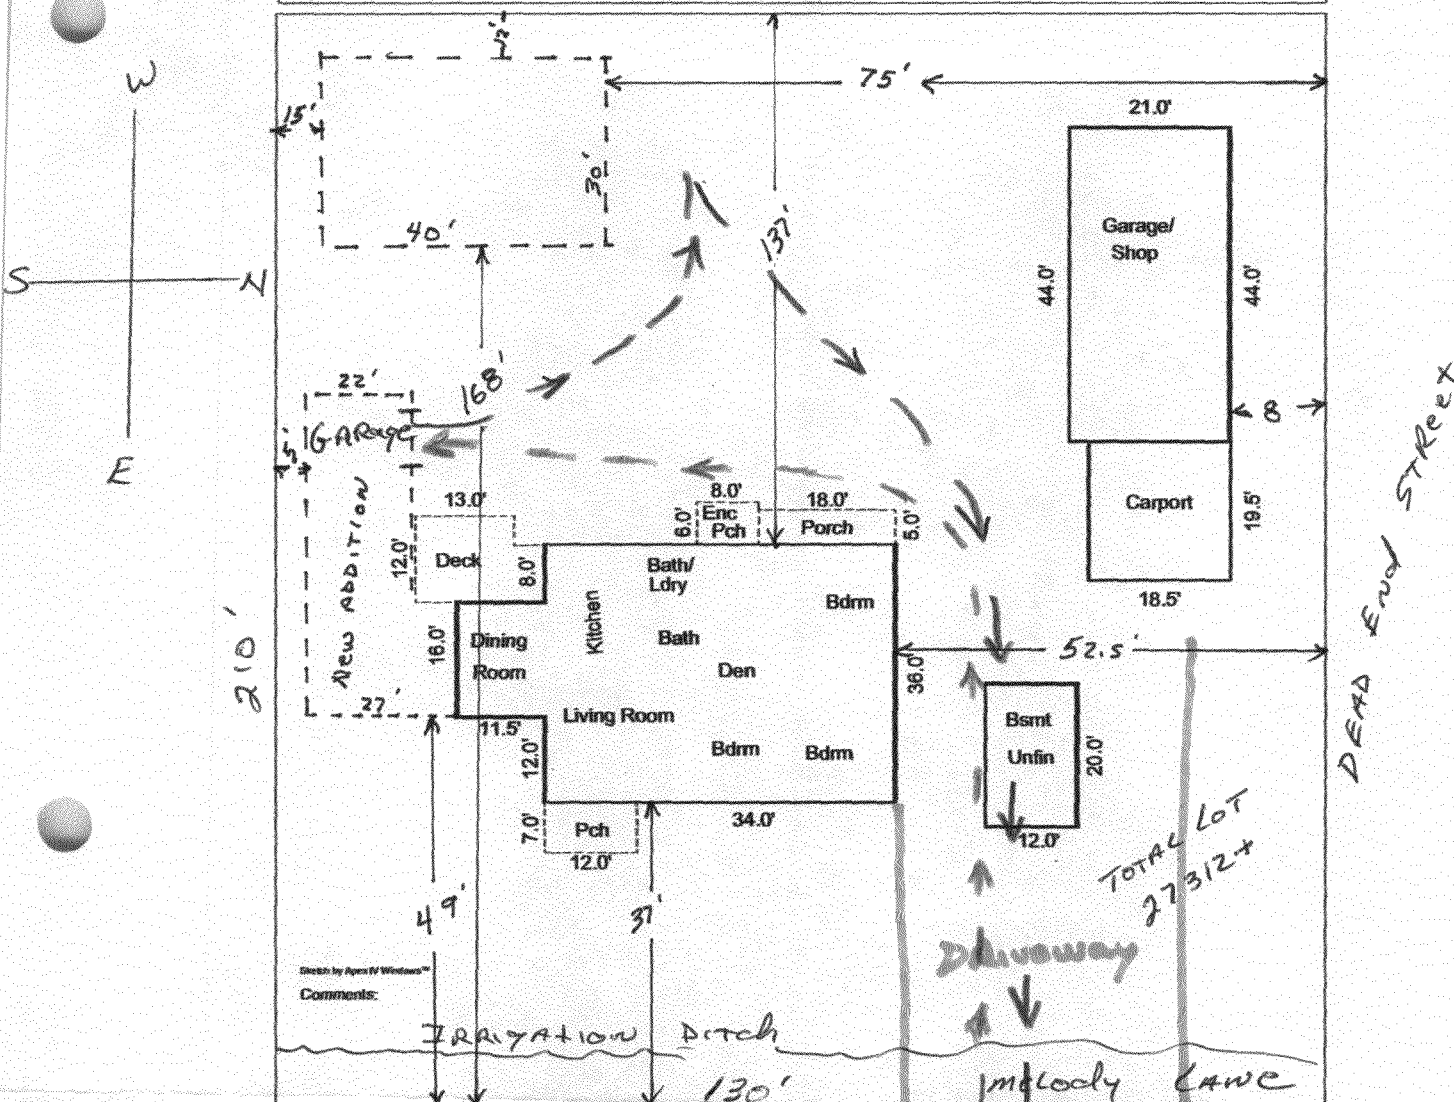 W
S
N
E
12'
75'
15'
21.0'
30'
40'
137'
Garage/
Shop
44.0'
44.0'
168'
22'
GARage
8
13.0'
8.0'
18.0'
Enc
Pch
6.0'
Porch
5.0'
Carport
19.5'
18.5'
NEW ADDITION
12.0'
Deck
8.0'
Bath/
Ldry
Bdrm
Kitchen
Bath
Den
16.0'
Dining
Room
36.0'
52.5'
DEAD End STReex
210'
27'
11.5'
Living Room
Bdrm
Bdrm
Bsmt
Unfin
20.0'
12.0'
12.0'
7.0'
Pch
12.0'
34.0'
49'
37'
TOTAL LOT
27312+
Driveway
Sketch by Apex IV Windows™
Comments:
IRRIGATION Ditch
130'
Melody Lane